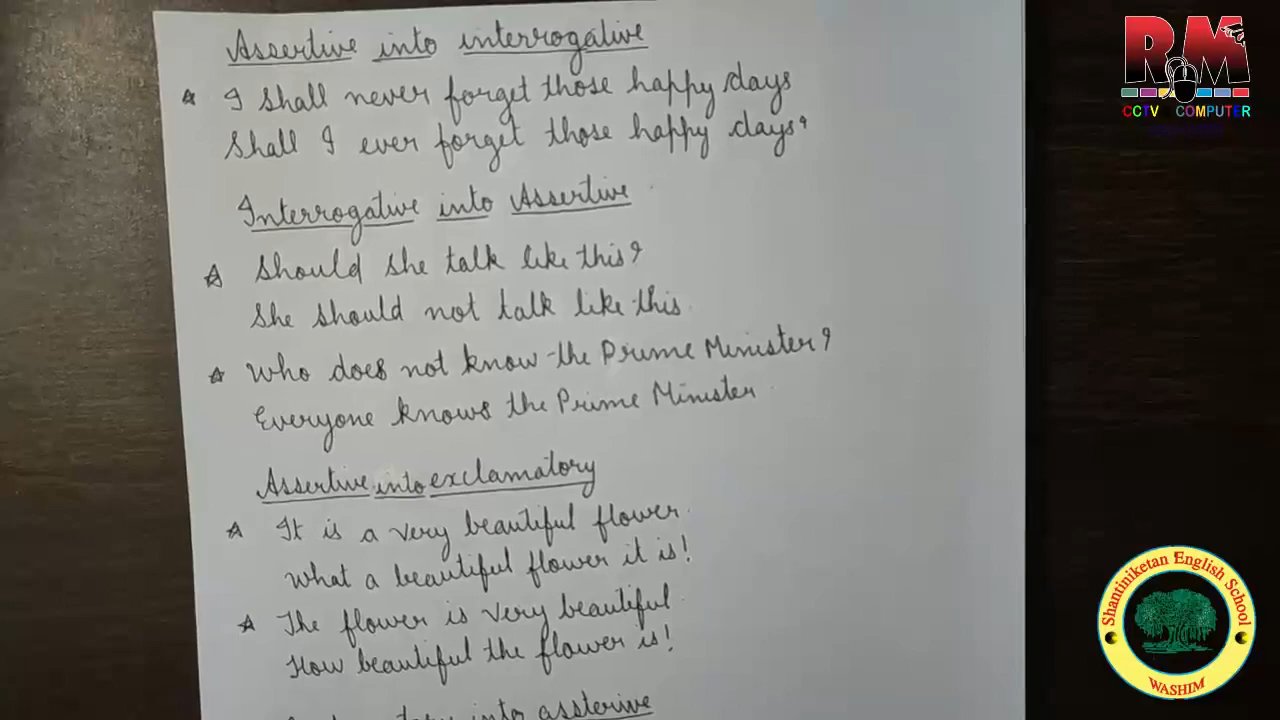 Assertive into interrogative
I shall never forget those happy days
Shall I ever forget those happy days?
Interrogative into Assertive
Should she talk like this?
She should not talk like this.
Who does not know the Prime Minister?
Everyone knows the Prime Minister.
Assertive into exclamatory
It is a very beautiful flower.
What a beautiful flower it is!
The flower is very beautiful.
How beautiful the flower is!
into assterive
RM
CCTV COMPUTER
Shantiniketan English School
WASHIM